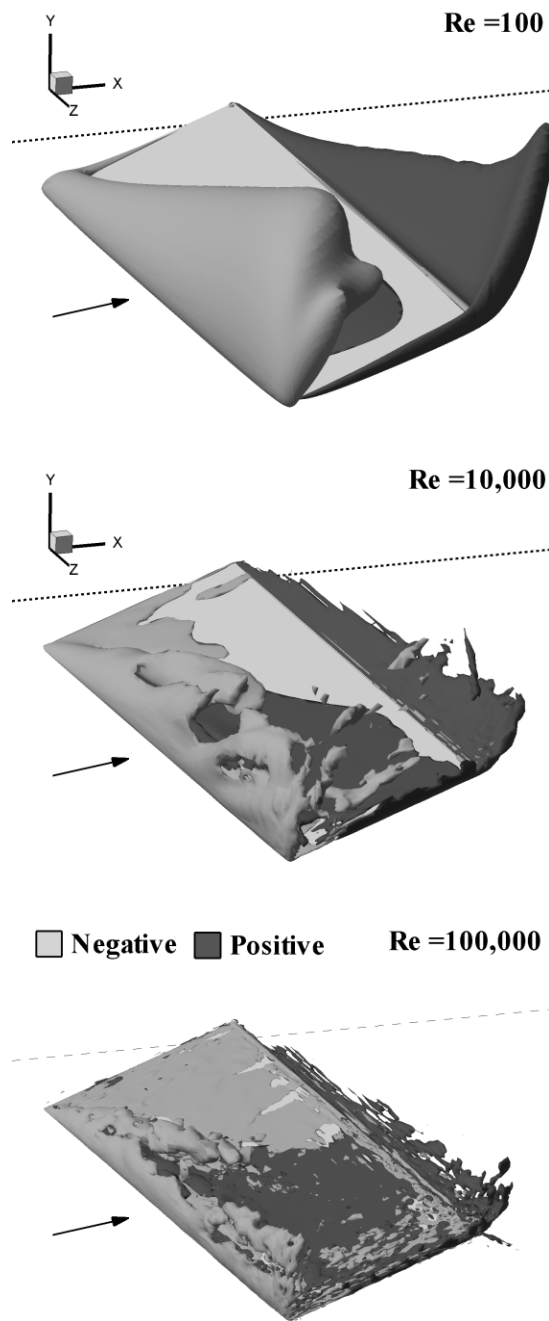 Re =100
Y
X
Z
Re =10,000
Y
X
Z
Negative Positive Re =100,000